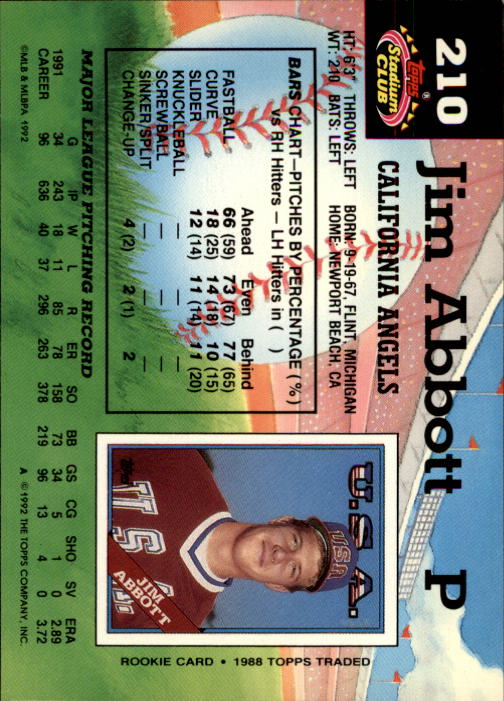 210
Topps
Stadium
CLUB
®
Jim Abbott P
CALIFORNIA ANGELS
HT: 6'3" THROWS: LEFT BORN: 9-19-67, FLINT, MICHIGAN
WT: 210 BATS: LEFT HOME: NEWPORT BEACH, CA
BARS CHART—PITCHES BY PERCENTAGE (%)
vs RH Hitters — LH Hitters in ( )
Ahead Even Behind
FASTBALL 66 (59) 73 (67) 77 (65)
CURVE 18 (25) 14 (18) 10 (15)
SLIDER 12 (14) 11 (14) 11 (20)
KNUCKLEBALL — — —
SCREWBALL — — —
SINKER/SPLIT — — —
CHANGE-UP 4 (2) 2 (1) 2
U.S.A.
USA
U S A
JIM
ABBOTT
Topps
ROOKIE CARD • 1988 TOPPS TRADED
MAJOR LEAGUE PITCHING RECORD
G IP W L R ER SO BB GS CG SHO SV ERA
1991 34 243 18 11 85 78 158 73 34 5 1 0 2.89
CAREER 96 636 40 37 296 263 378 219 96 13 4 0 3.72
©MLB & MLBPA 1992 A ©1992 THE TOPPS COMPANY, INC.